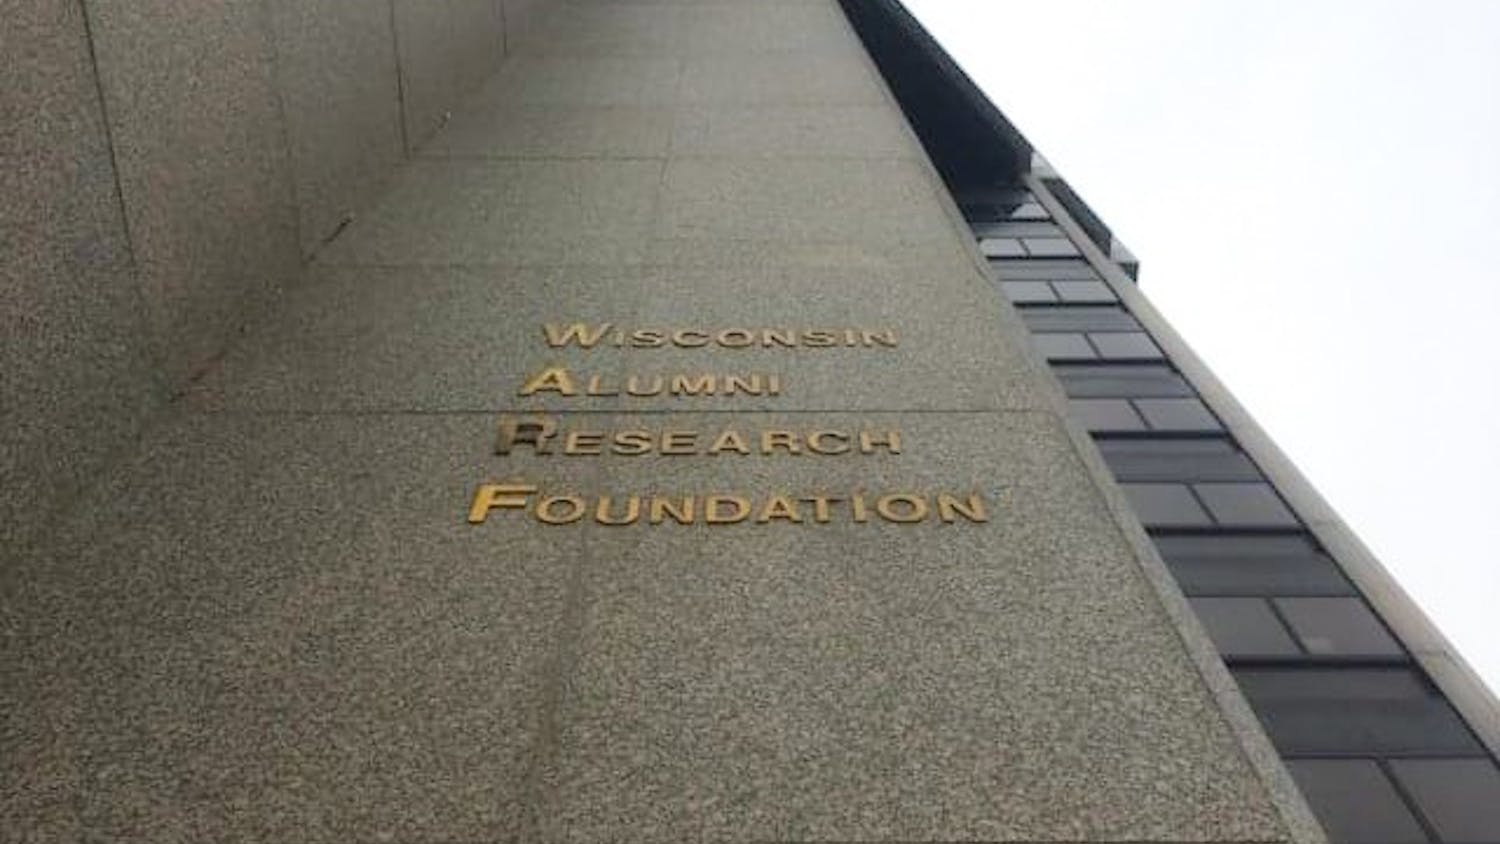 WISCONSIN
ALUMNI
RESEARCH
FOUNDATION